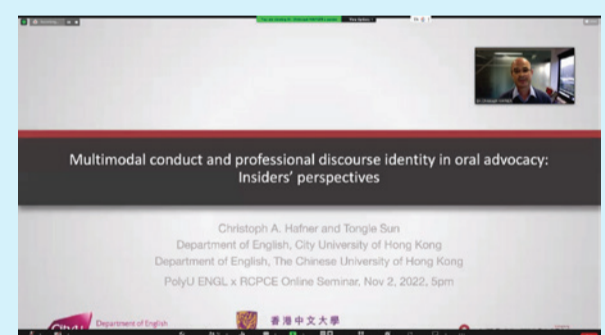 Multimodal conduct and professional discourse identity in oral advocacy:
Insiders' perspectives
Christoph A. Hafner and Tongle Sun
Department of English, City University of Hong Kong
Department of English, The Chinese University of Hong Kong
PolyU ENGL x RCPCE Online Seminar, Nov 2, 2022, 5pm
CityU
Department of English
香港中文大學